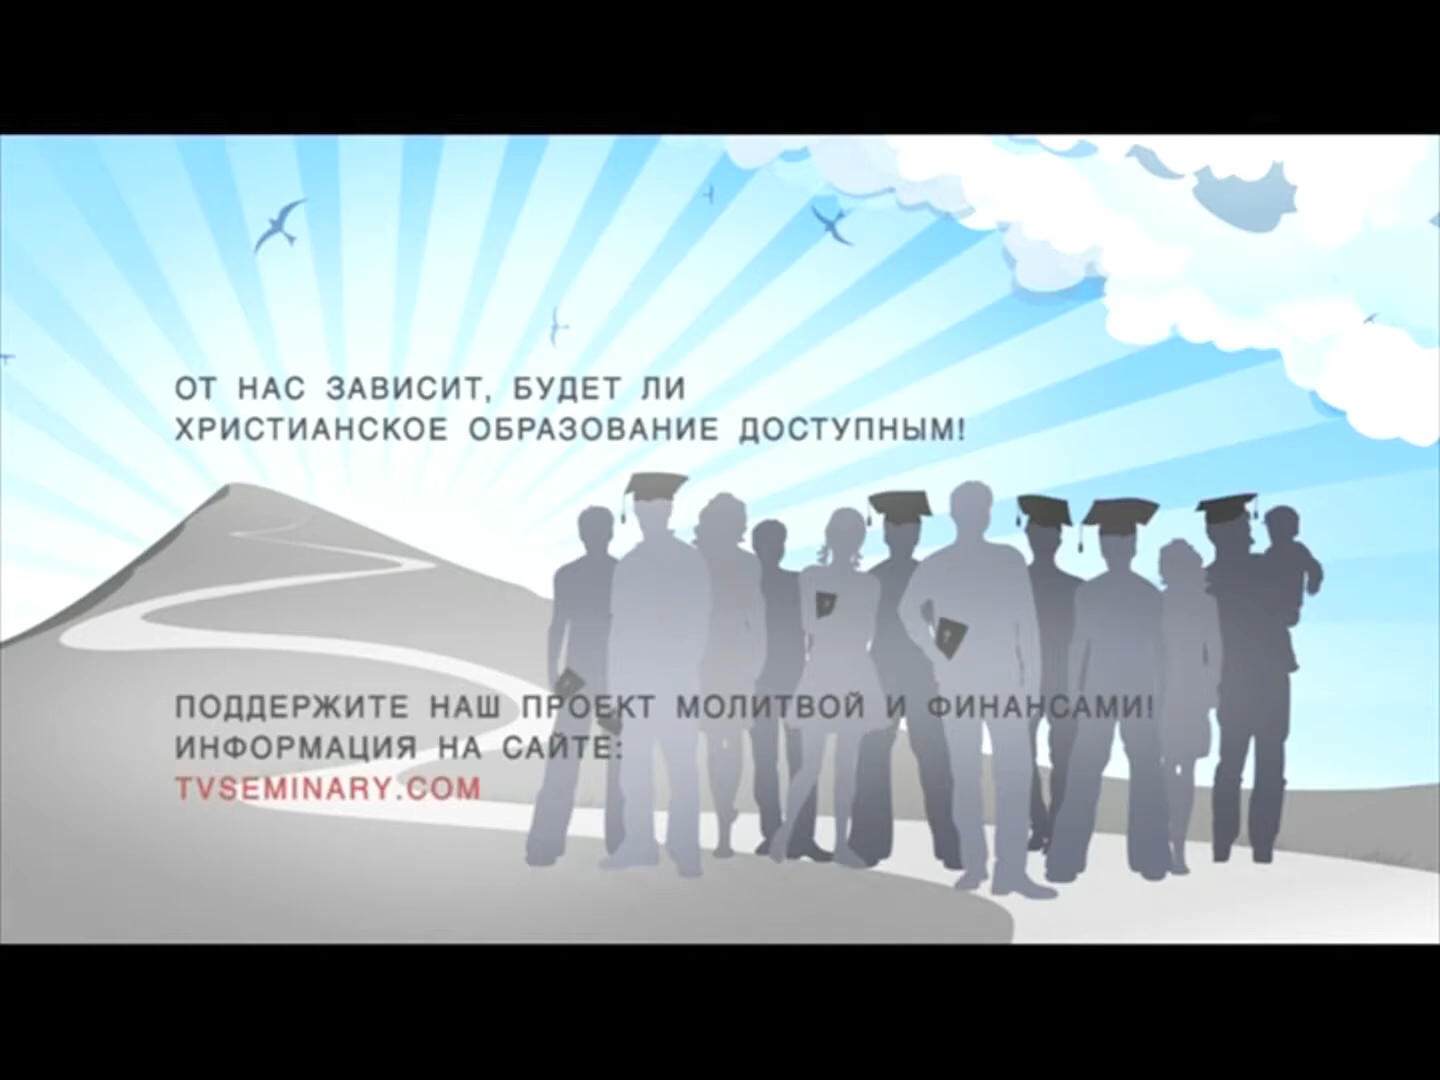 ОТ НАС ЗАВИСИТ, БУДЕТ ЛИ
ХРИСТИАНСКОЕ ОБРАЗОВАНИЕ ДОСТУПНЫМ!
ПОДДЕРЖИТЕ НАШ ПРОЕКТ МОЛИТВОЙ И ФИНАНСАМИ!
ИНФОРМАЦИЯ НА САЙТЕ:
TVSEMINARY.COM